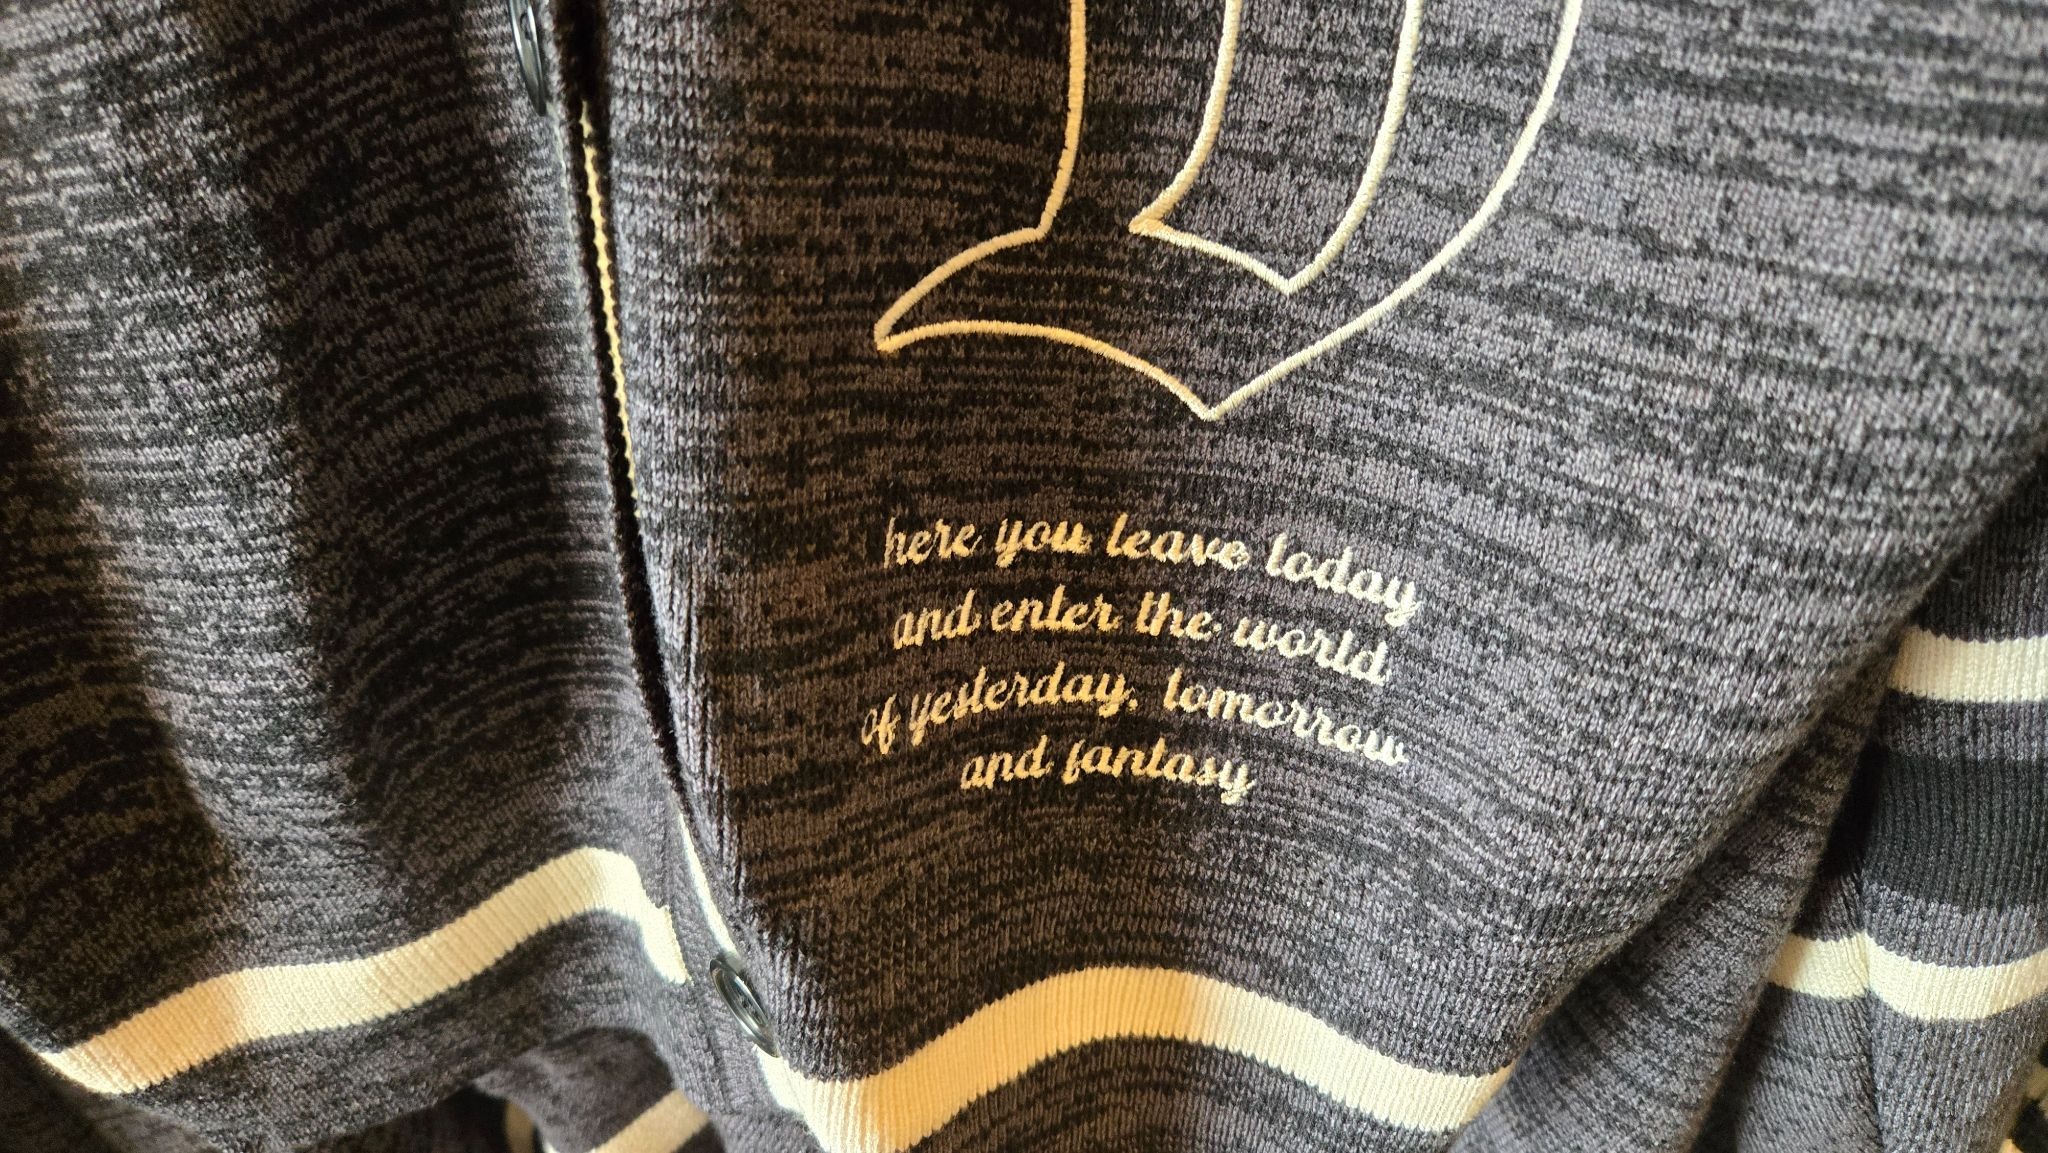 here you leave today
and enter the world
of yesterday, tomorrow
and fantasy